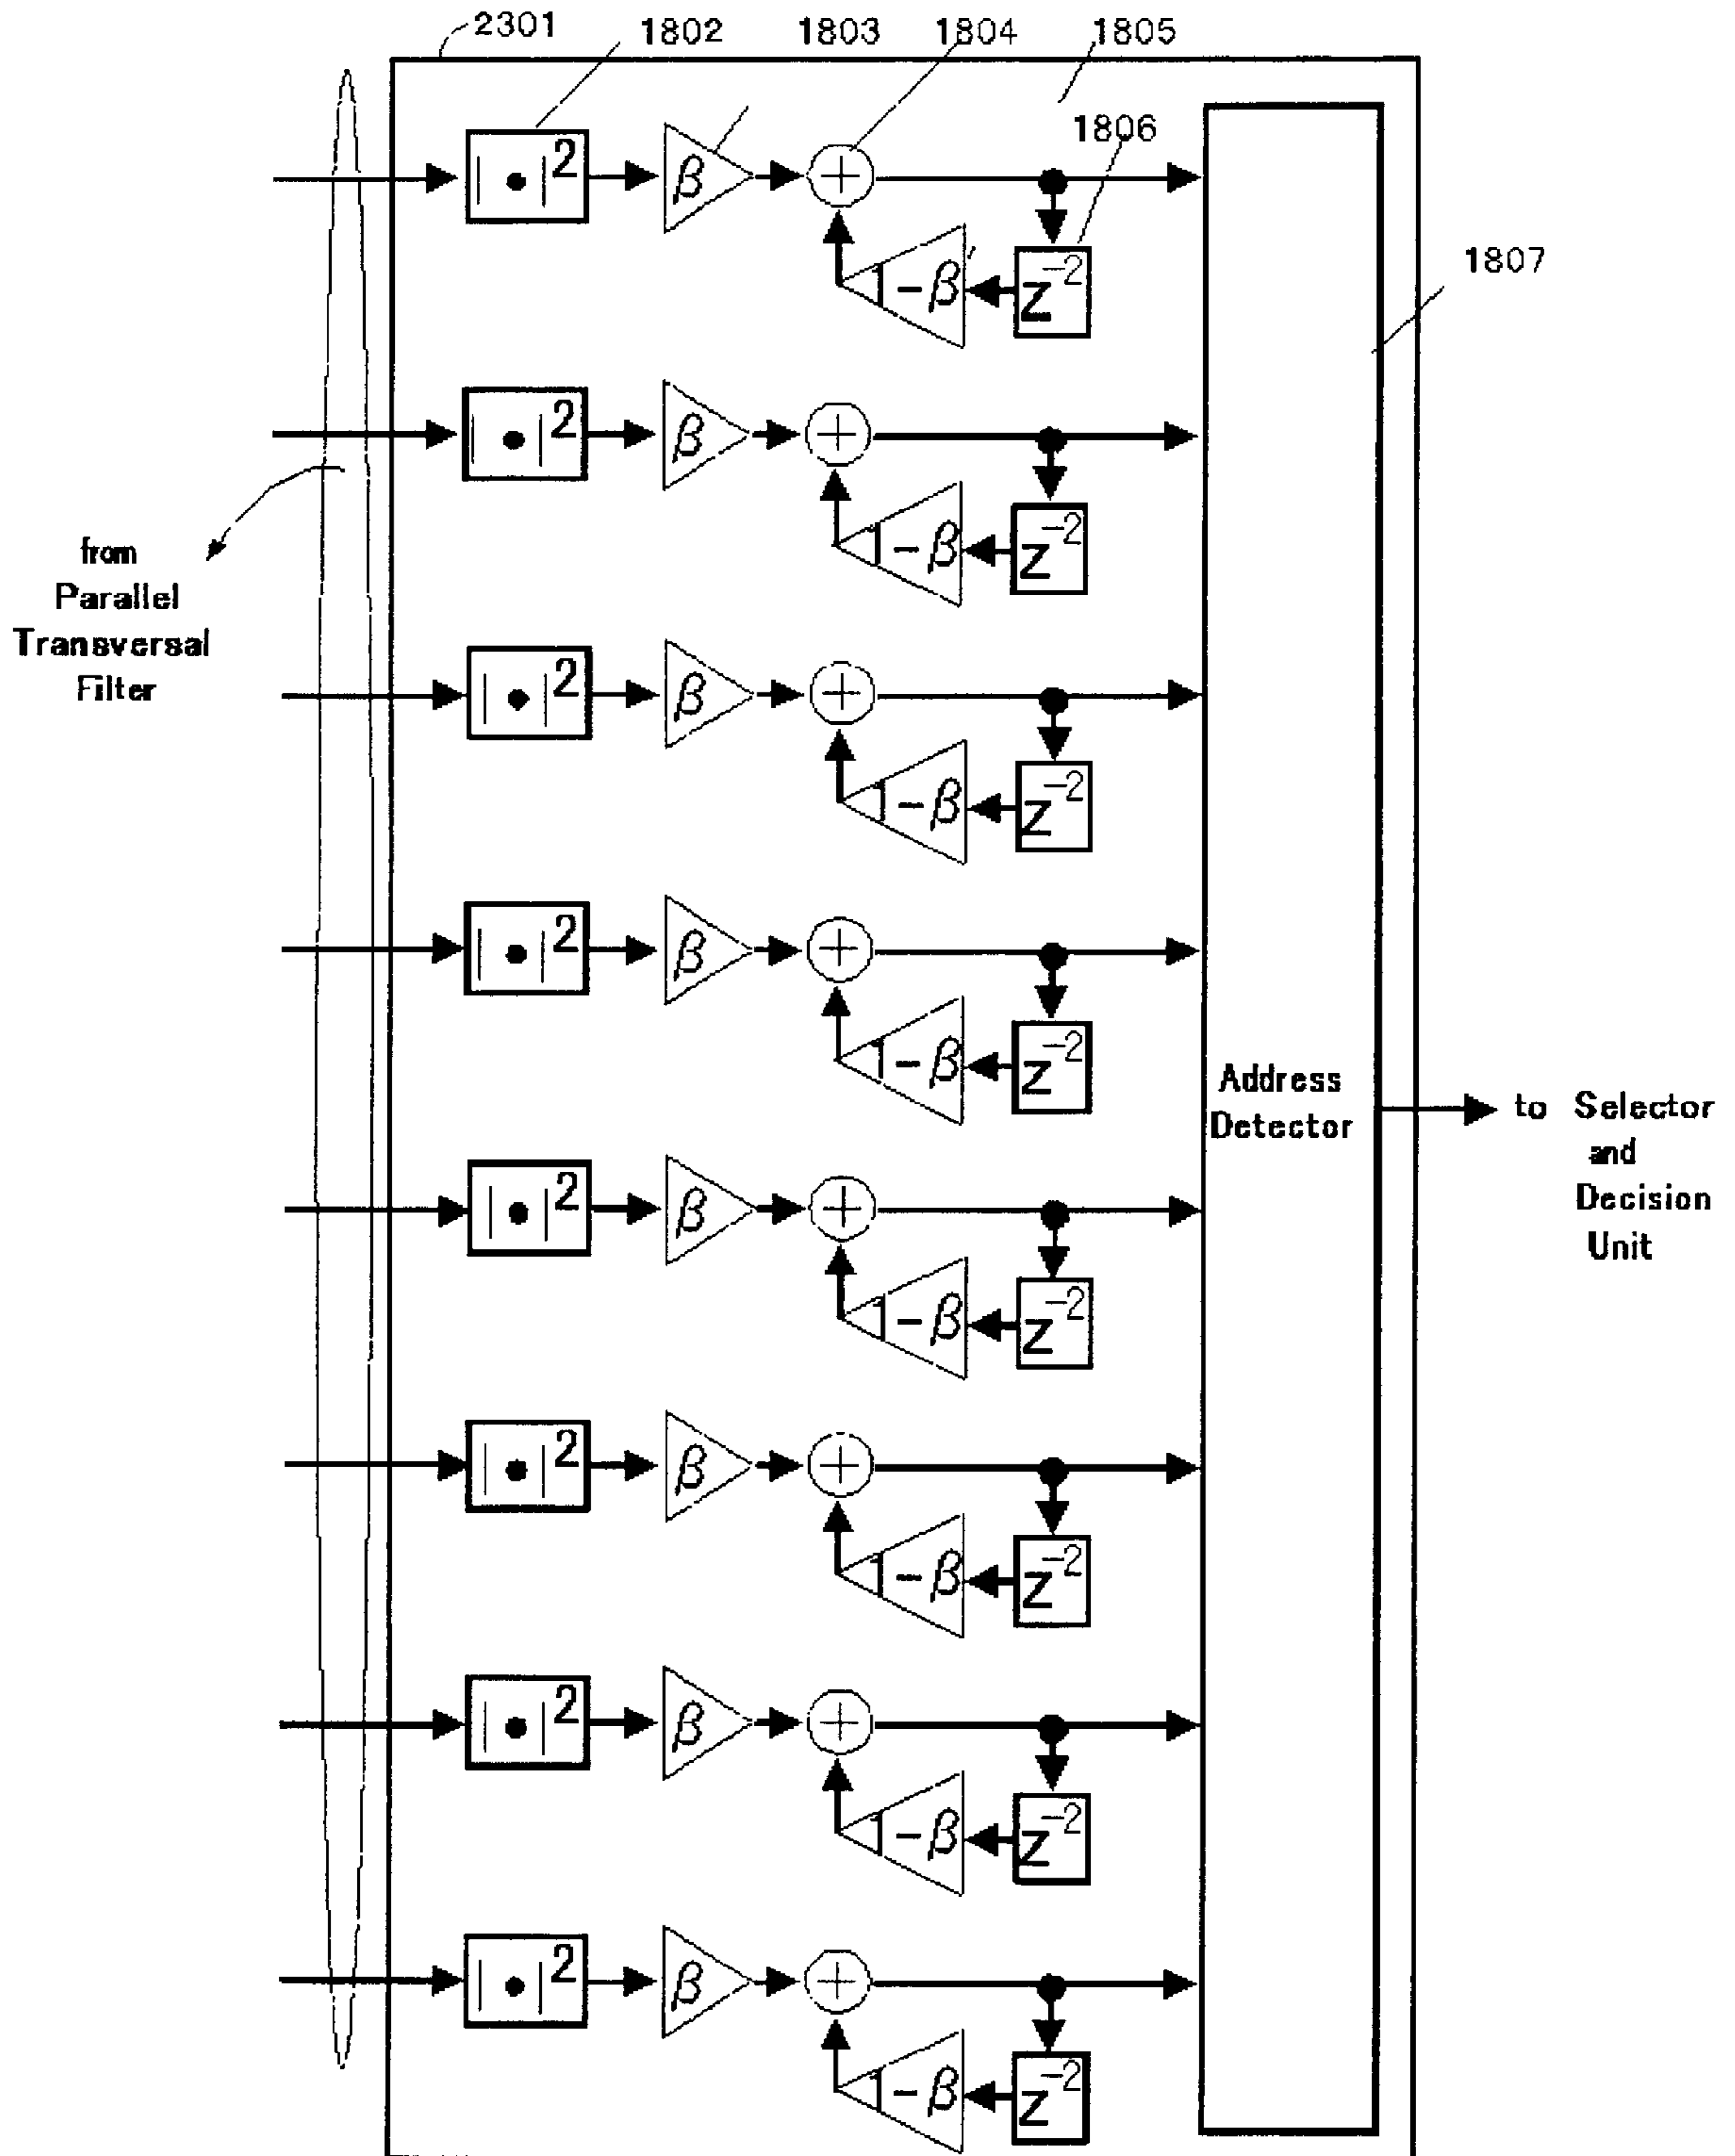 2301 1802 1803 1804 1805
| • |² β + 1806
1-β z⁻² 1807
| • |² β +
1-β z⁻²
from
Parallel
Transversal
Filter
| • |² β +
1-β z⁻²
| • |² β +
1-β z⁻²
Address
Detector
to Selector
and
Decision
Unit
| • |² β +
1-β z⁻²
| • |² β +
1-β z⁻²
| • |² β +
1-β z⁻²
| • |² β +
1-β z⁻²